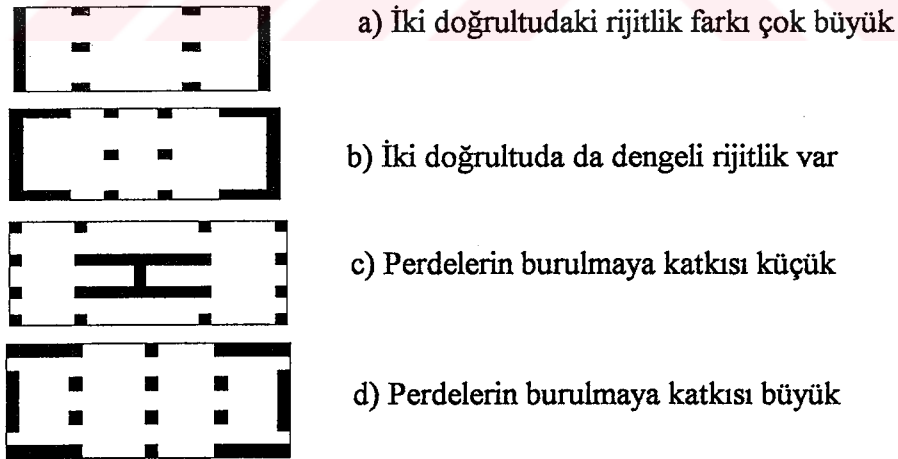 a) İki doğrultudaki rijitlik farkı çok büyük
b) İki doğrultuda da dengeli rijitlik var
c) Perdelerin burulmaya katkısı küçük
d) Perdelerin burulmaya katkısı büyük